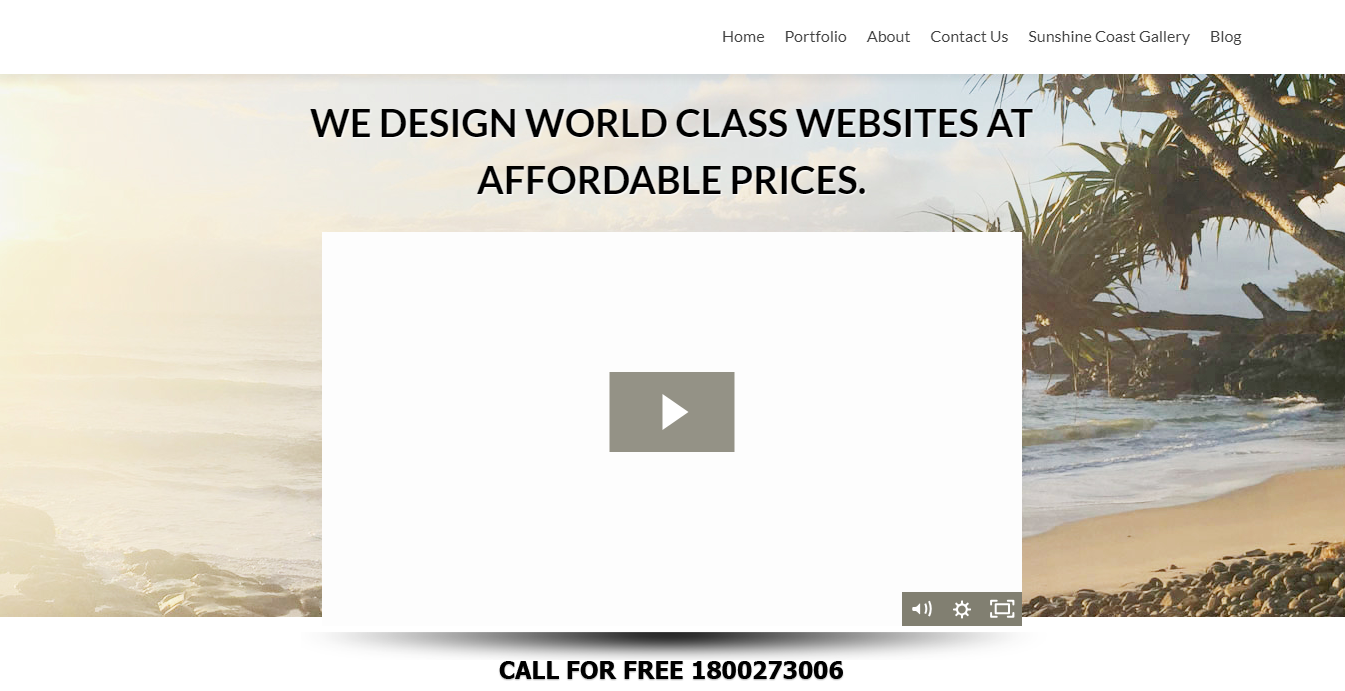 Home Portfolio About Contact Us Sunshine Coast Gallery Blog
WE DESIGN WORLD CLASS WEBSITES AT
AFFORDABLE PRICES.
CALL FOR FREE 1800273006